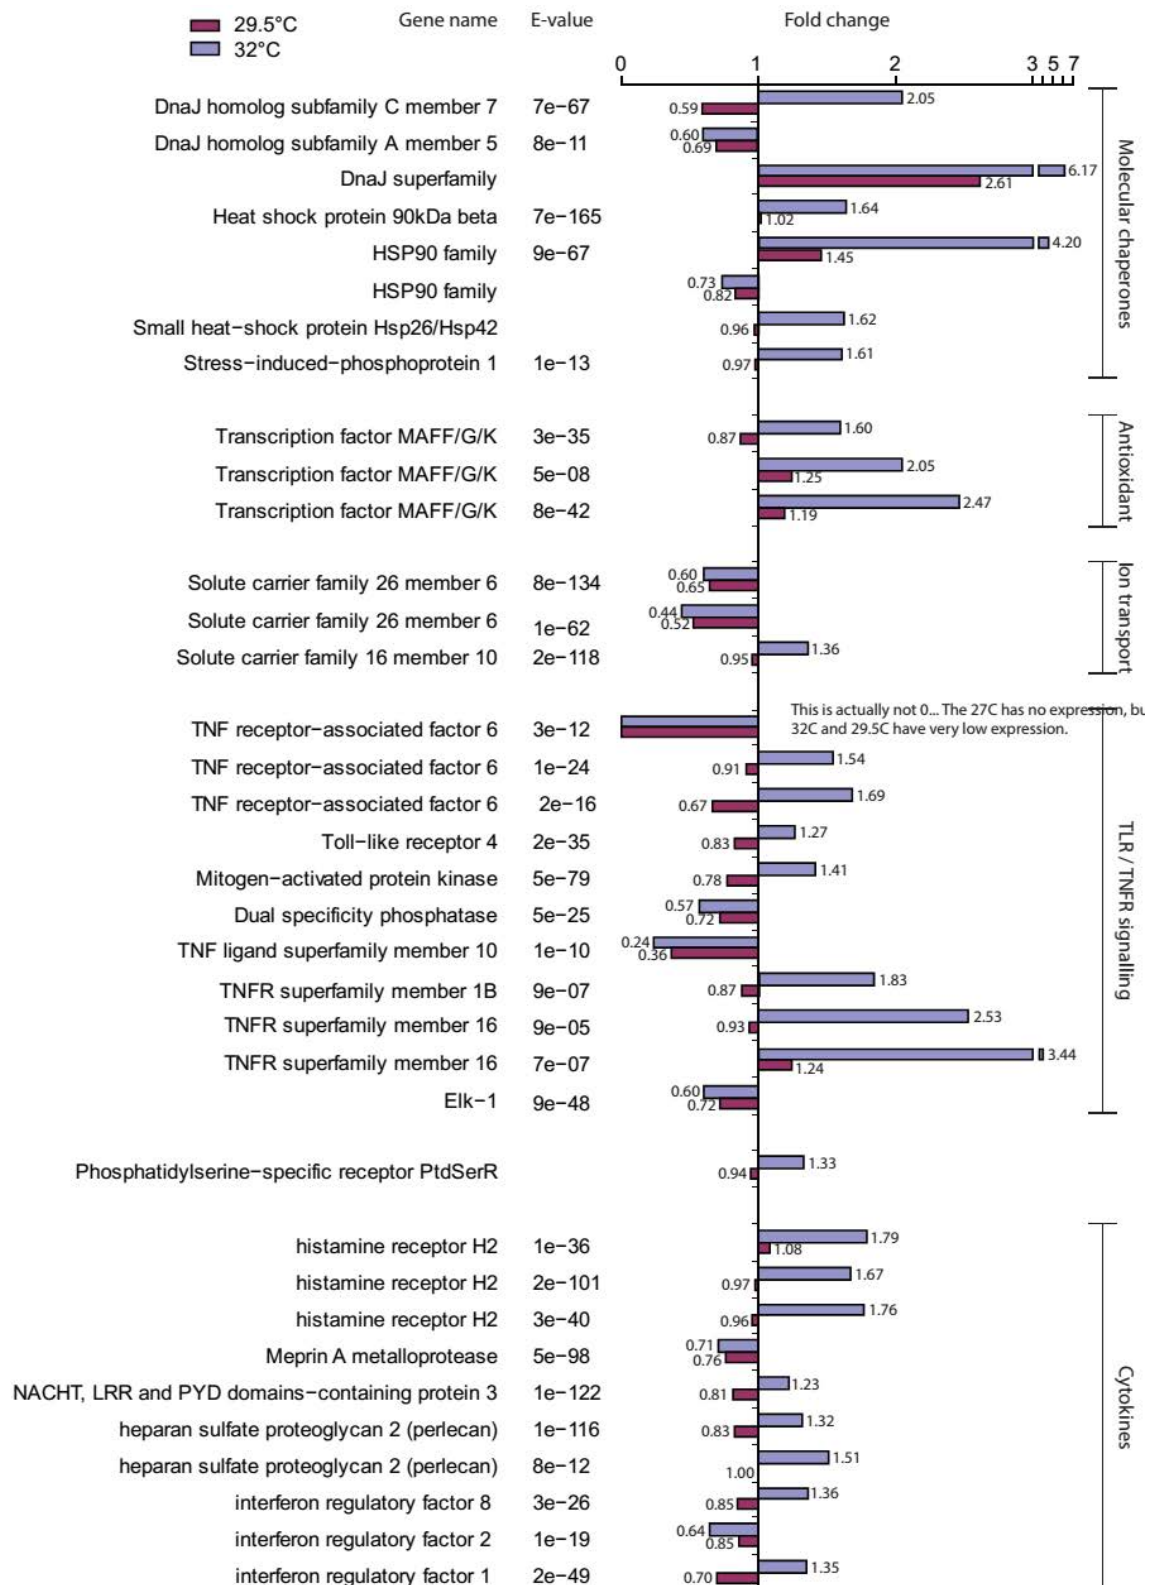 29.5°C
32°C
Gene name E-value Fold change
0 1 2 3 5 7
DnaJ homolog subfamily C member 7 7e−67 0.59 2.05
DnaJ homolog subfamily A member 5 8e−11 0.60 0.69
DnaJ superfamily 6.17 2.61
Heat shock protein 90kDa beta 7e−165 1.64 1.02
HSP90 family 9e−67 4.20 1.45
HSP90 family 0.73 0.82
Small heat−shock protein Hsp26/Hsp42 0.96 1.62
Stress−induced−phosphoprotein 1 1e−13 0.97 1.61
Molecular chaperones
Transcription factor MAFF/G/K 3e−35 0.87 1.60
Transcription factor MAFF/G/K 5e−08 2.05 1.25
Transcription factor MAFF/G/K 8e−42 2.47 1.19
Antioxidant
Solute carrier family 26 member 6 8e−134 0.60 0.65
Solute carrier family 26 member 6 1e−62 0.44 0.52
Solute carrier family 16 member 10 2e−118 0.95 1.36
Ion transport
This is actually not 0... The 27C has no expression, bu
32C and 29.5C have very low expression.
TNF receptor−associated factor 6 3e−12
TNF receptor−associated factor 6 1e−24 0.91 1.54
TNF receptor−associated factor 6 2e−16 0.67 1.69
Toll−like receptor 4 2e−35 0.83 1.27
Mitogen−activated protein kinase 5e−79 0.78 1.41
Dual specificity phosphatase 5e−25 0.57 0.72
TNF ligand superfamily member 10 1e−10 0.24 0.36
TNFR superfamily member 1B 9e−07 0.87 1.83
TNFR superfamily member 16 9e−05 0.93 2.53
TNFR superfamily member 16 7e−07 3.44 1.24
Elk−1 9e−48 0.60 0.72
TLR / TNFR signalling
Phosphatidylserine−specific receptor PtdSerR 0.94 1.33
histamine receptor H2 1e−36 1.79 1.08
histamine receptor H2 2e−101 0.97 1.67
histamine receptor H2 3e−40 0.96 1.76
Meprin A metalloprotease 5e−98 0.71 0.76
NACHT, LRR and PYD domains−containing protein 3 1e−122 0.81 1.23
heparan sulfate proteoglycan 2 (perlecan) 1e−116 0.83 1.32
heparan sulfate proteoglycan 2 (perlecan) 8e−12 1.00 1.51
interferon regulatory factor 8 3e−26 0.85 1.36
interferon regulatory factor 2 1e−19 0.64 0.85
interferon regulatory factor 1 2e−49 0.70 1.35
Cytokines